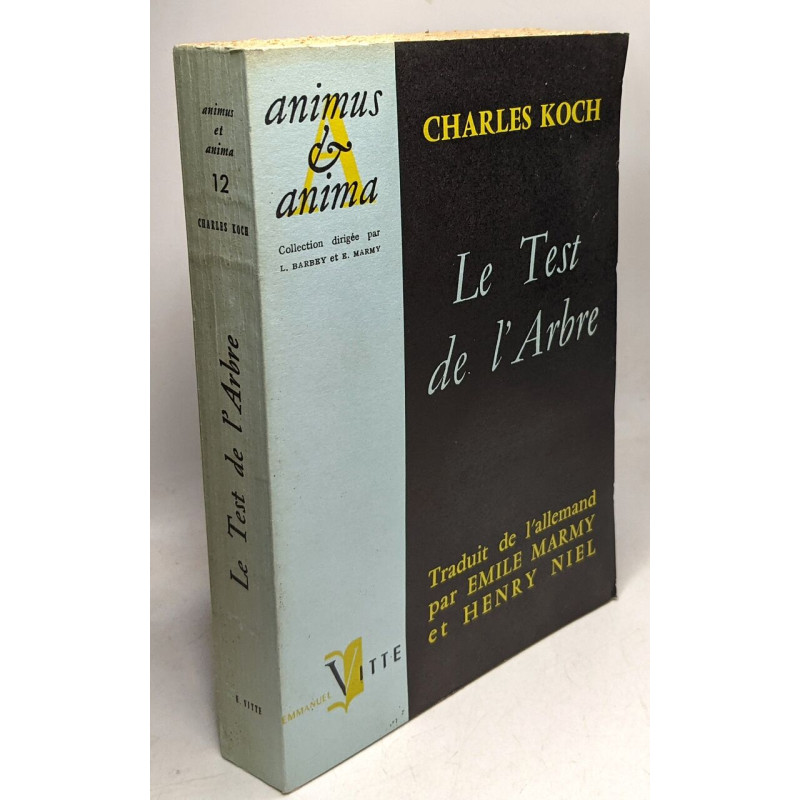 animus
et
anima
12
CHARLES KOCH
Le Test de l'Arbre
E. VITTE
animus
&
anima
A
Collection dirigée par
L. BARBEY et E. MARMY
EMMANUEL VITTE
CHARLES KOCH
Le Test
de l'Arbre
Traduit de l'allemand
par EMILE MARMY
et HENRY NIEL